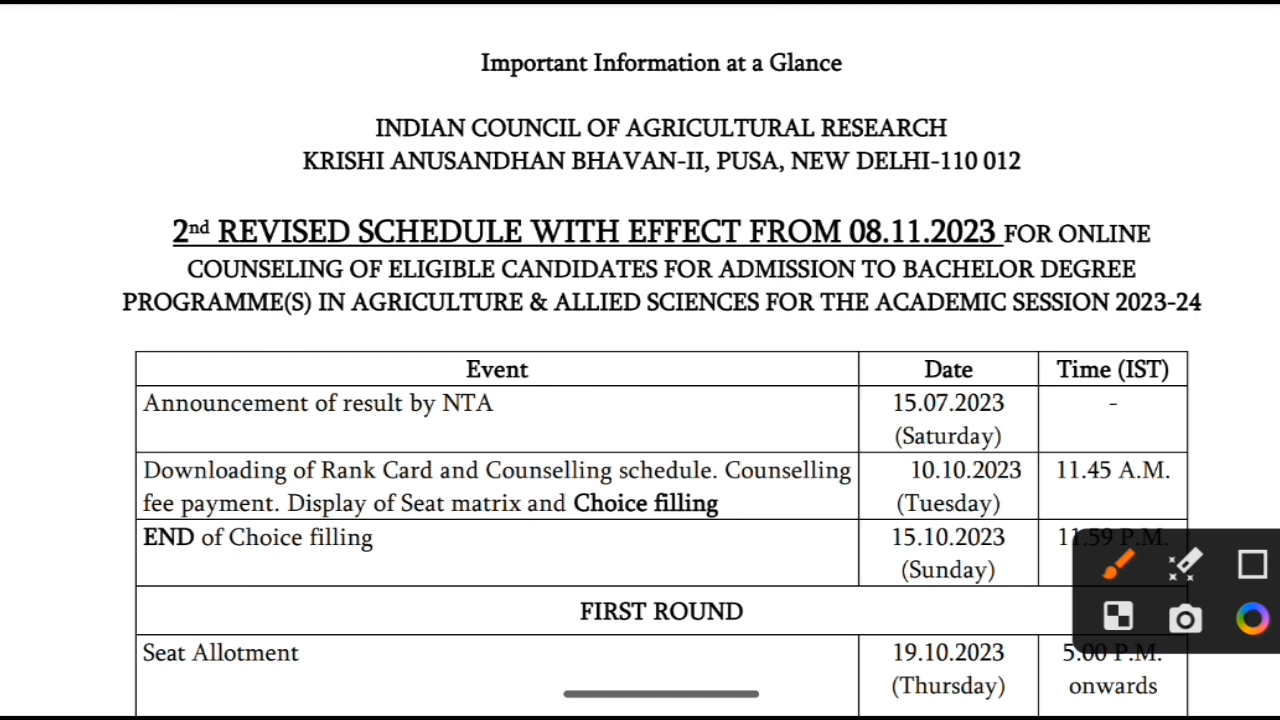 Important Information at a Glance
INDIAN COUNCIL OF AGRICULTURAL RESEARCH
KRISHI ANUSANDHAN BHAVAN-II, PUSA, NEW DELHI-110 012
2nd REVISED SCHEDULE WITH EFFECT FROM 08.11.2023 FOR ONLINE
COUNSELING OF ELIGIBLE CANDIDATES FOR ADMISSION TO BACHELOR DEGREE
PROGRAMME(S) IN AGRICULTURE & ALLIED SCIENCES FOR THE ACADEMIC SESSION 2023-24
Event Date Time (IST)
Announcement of result by NTA 15.07.2023 -
(Saturday)
Downloading of Rank Card and Counselling schedule. Counselling 10.10.2023 11.45 A.M.
fee payment. Display of Seat matrix and Choice filling (Tuesday)
END of Choice filling 15.10.2023 11.59 P.M.
(Sunday)
FIRST ROUND
Seat Allotment 19.10.2023 5.00 P.M.
(Thursday) onwards